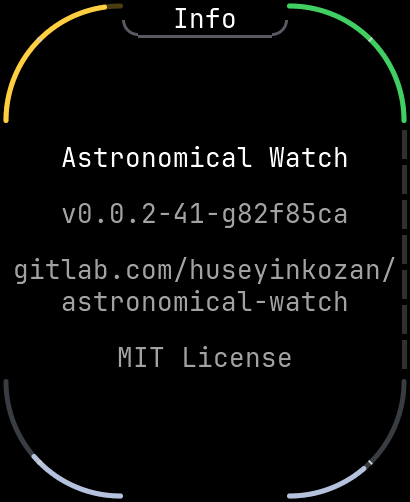 Info
Astronomical Watch
v0.0.2-41-g82f85ca
gitlab.com/huseyinkozan/
astronomical-watch
MIT License